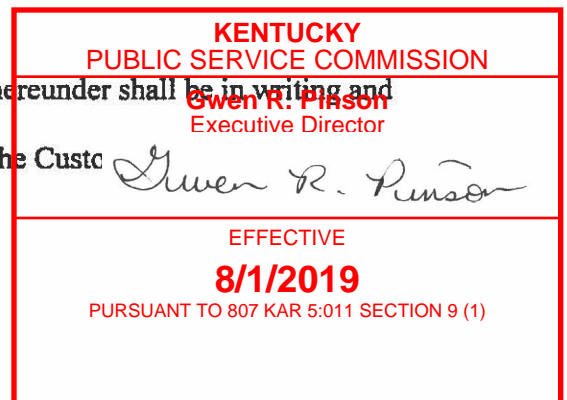 KENTUCKY
PUBLIC SERVICE COMMISSION
hereunder shall be in writing and
Gwen R. Pinson
Executive Director
the Custo
Gwen R. Pinson
EFFECTIVE
8/1/2019
PURSUANT TO 807 KAR 5:011 SECTION 9 (1)